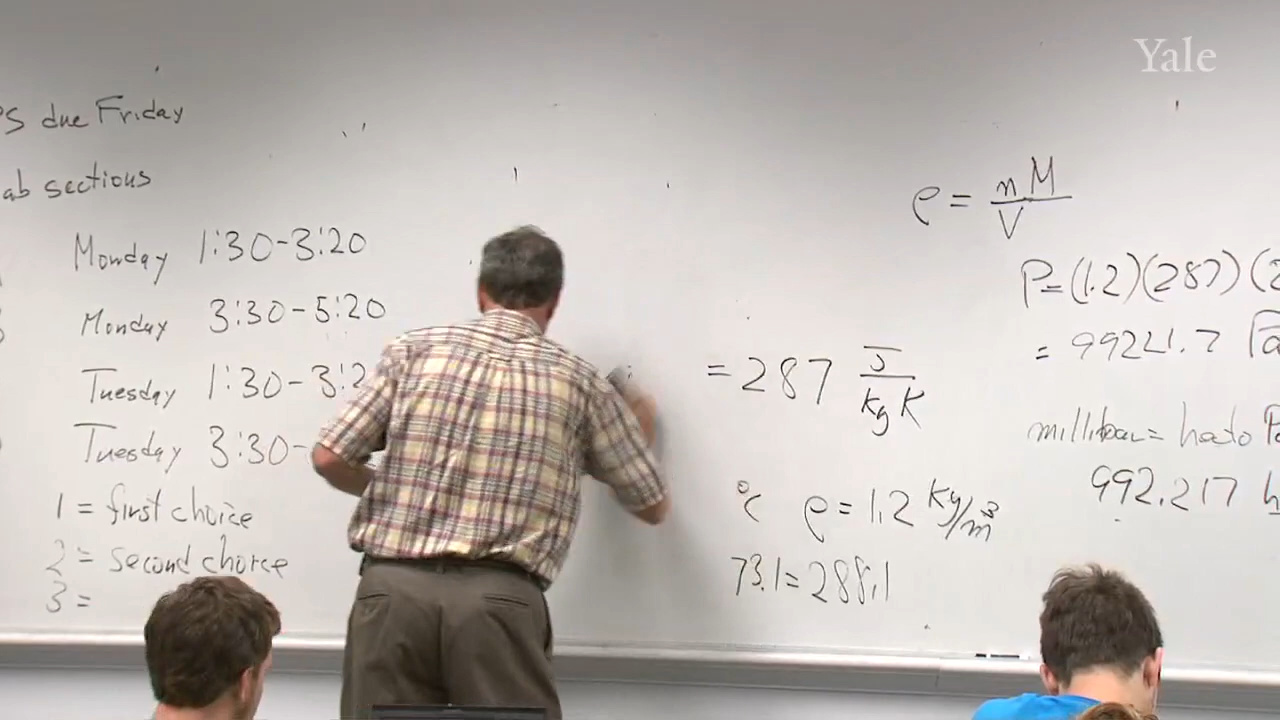 Yale
PS due Friday
ab sections
Monday 1:30-3:20
Monday 3:30-5:20
Tuesday 1:30-3:2
Tuesday 3:30-
1 = first choice
2 = second choice
3 =
ρ = nM/V
P=(1.2)(287)(2
= 99221.7 Pa
= 287 J/kg K
millibar = hecto Pa
992.217 h
°C ρ = 1.2 kg/m³
73.1 = 288.1